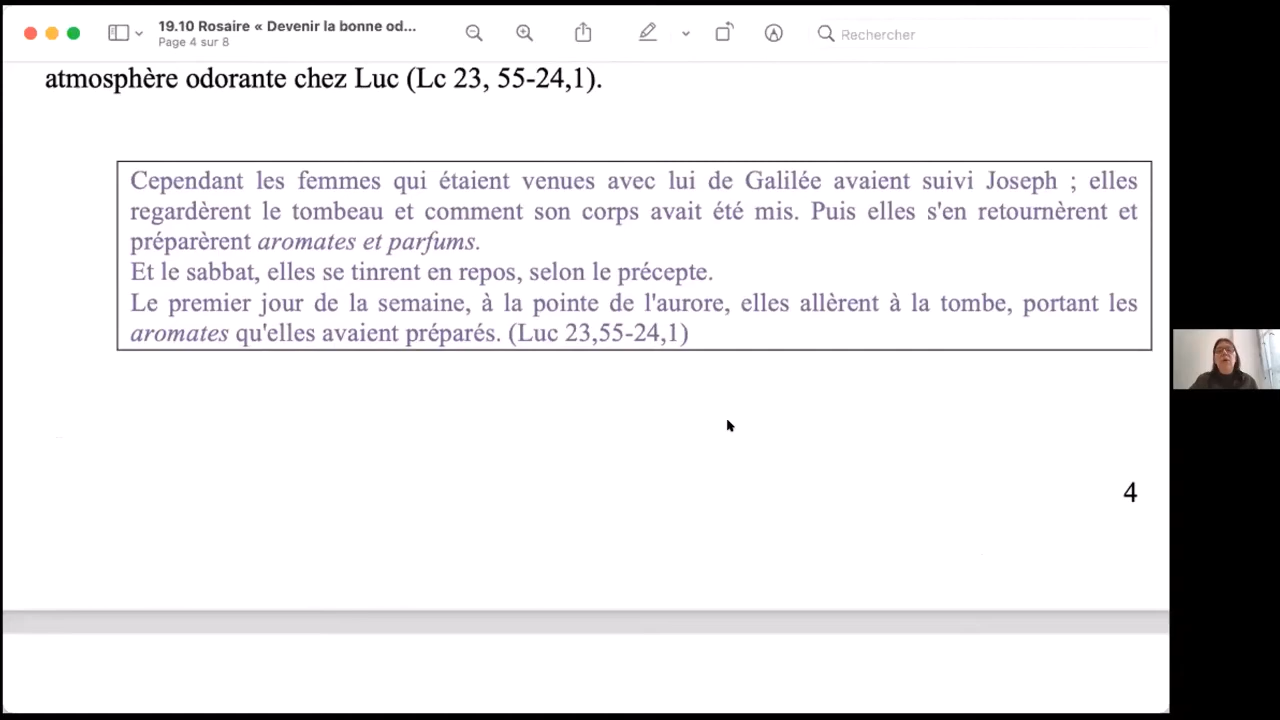 19.10 Rosaire « Devenir la bonne od...
Page 4 sur 8
Rechercher
atmosphère odorante chez Luc (Lc 23, 55-24,1).
Cependant les femmes qui étaient venues avec lui de Galilée avaient suivi Joseph ; elles
regardèrent le tombeau et comment son corps avait été mis. Puis elles s'en retournèrent et
préparèrent aromates et parfums.
Et le sabbat, elles se tinrent en repos, selon le précepte.
Le premier jour de la semaine, à la pointe de l'aurore, elles allèrent à la tombe, portant les
aromates qu'elles avaient préparés. (Luc 23,55-24,1)
4